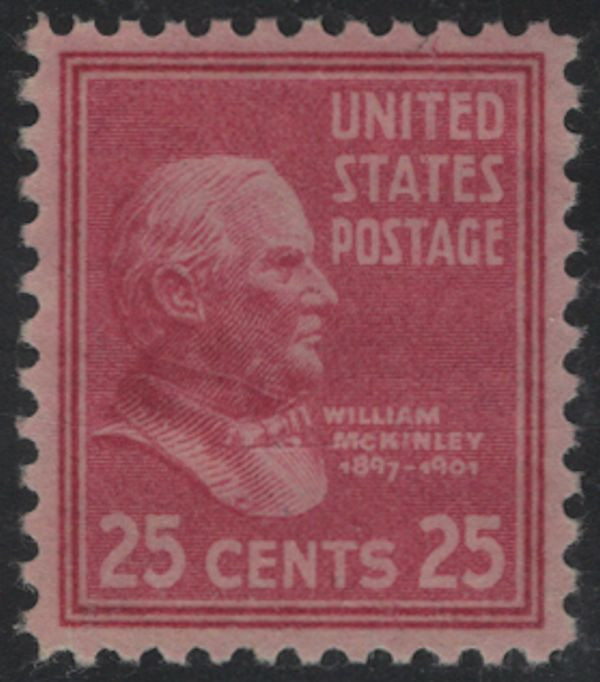 UNITED
STATES
POSTAGE
WILLIAM
MCKINLEY
1897-1901
25 CENTS 25